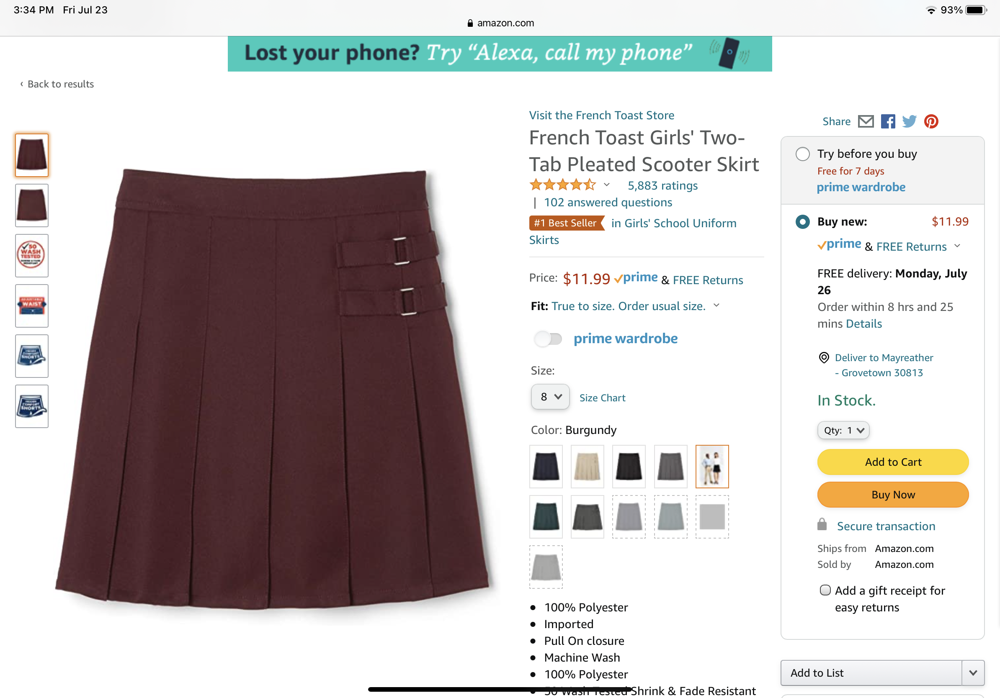 3:34 PM Fri Jul 23
93%
amazon.com
Lost your phone? Try “Alexa, call my phone”
‹ Back to results
50
WASH
TESTED
WAIST
SHORTS
SHORTS
Visit the French Toast Store
French Toast Girls' Two-
Tab Pleated Scooter Skirt
5,883 ratings
| 102 answered questions
#1 Best Seller in Girls' School Uniform
Skirts
Price: $11.99 prime & FREE Returns
Fit: True to size. Order usual size.
prime wardrobe
Size:
8 Size Chart
Color: Burgundy
• 100% Polyester
• Imported
• Pull On closure
• Machine Wash
• 100% Polyester
• 50 Wash Tested Shrink & Fade Resistant
Share
Try before you buy
Free for 7 days
prime wardrobe
Buy new: $11.99
prime & FREE Returns
FREE delivery: Monday, July
26
Order within 8 hrs and 25
mins Details
Deliver to Mayreather
- Grovetown 30813
In Stock.
Qty: 1
Add to Cart
Buy Now
Secure transaction
Ships from Amazon.com
Sold by Amazon.com
Add a gift receipt for
easy returns
Add to List